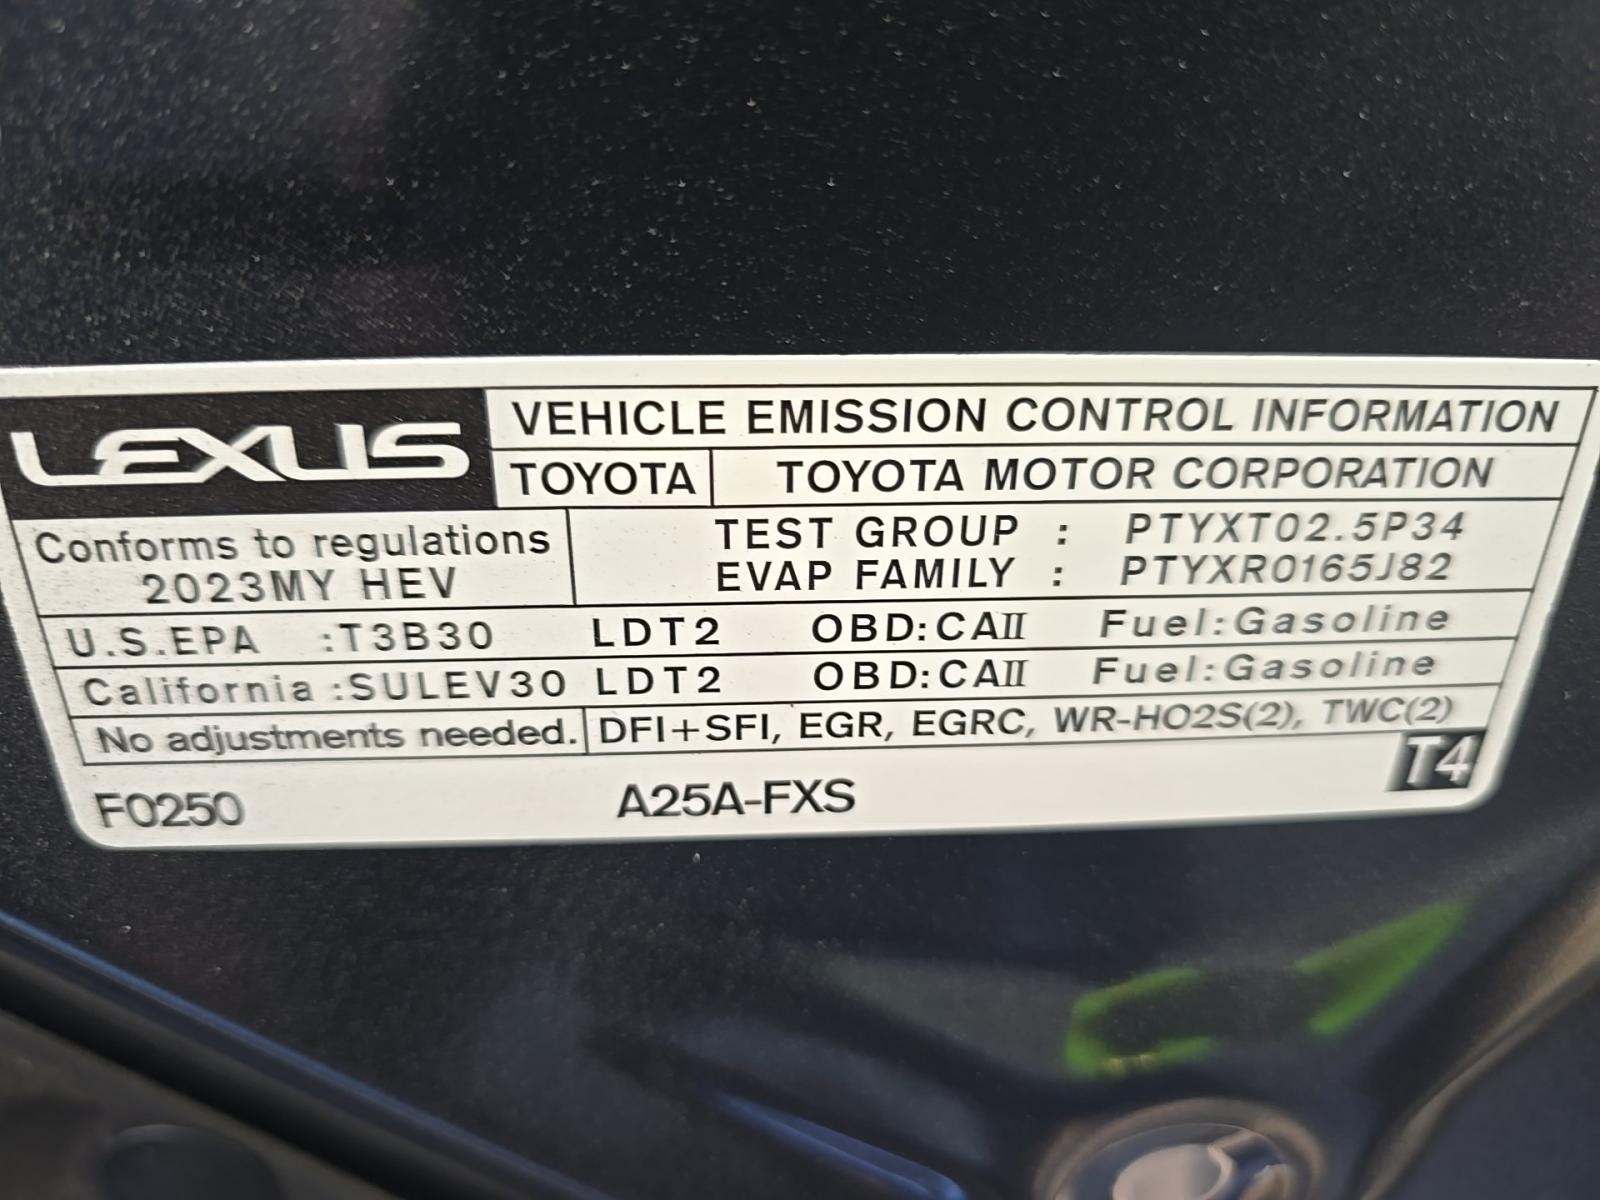 LEXUS
VEHICLE EMISSION CONTROL INFORMATION
TOYOTA TOYOTA MOTOR CORPORATION
Conforms to regulations
2023MY HEV
TEST GROUP : PTYXT02.5P34
EVAP FAMILY : PTYXR0165J82
U.S.EPA :T3B30 LDT2 OBD:CAII Fuel:Gasoline
California :SULEV30 LDT2 OBD:CAII Fuel:Gasoline
No adjustments needed. DFI+SFI, EGR, EGRC, WR-HO2S(2), TWC(2)
F0250 A25A-FXS T4